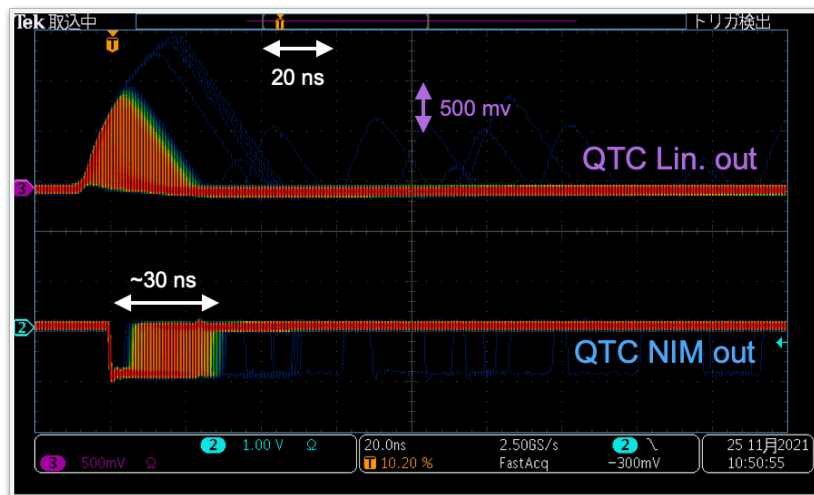 Tek 取込中 T トリガ検出
T
20 ns
500 mv
QTC Lin. out
3
~30 ns
2
QTC NIM out
2 1.00 V Ω
3 500mV Ω
20.0ns 2.50GS/s 2
T 10.20 % FastAcq −300mV
25 11月2021
10:50:55